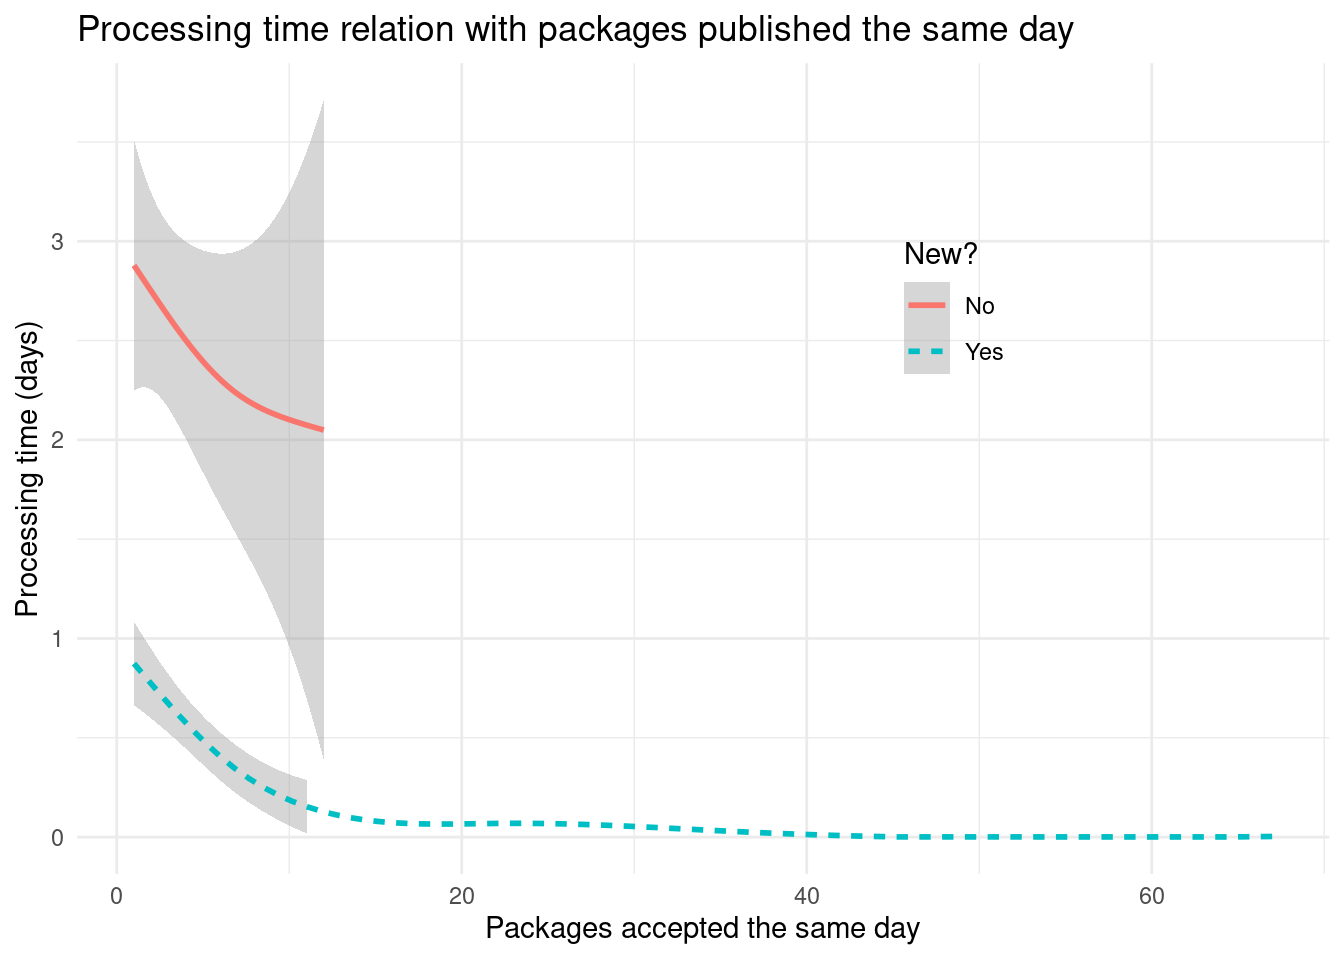 Processing time relation with packages published the same day
3
2
1
0
Processing time (days)
New?
No
Yes
0 20 40 60
Packages accepted the same day